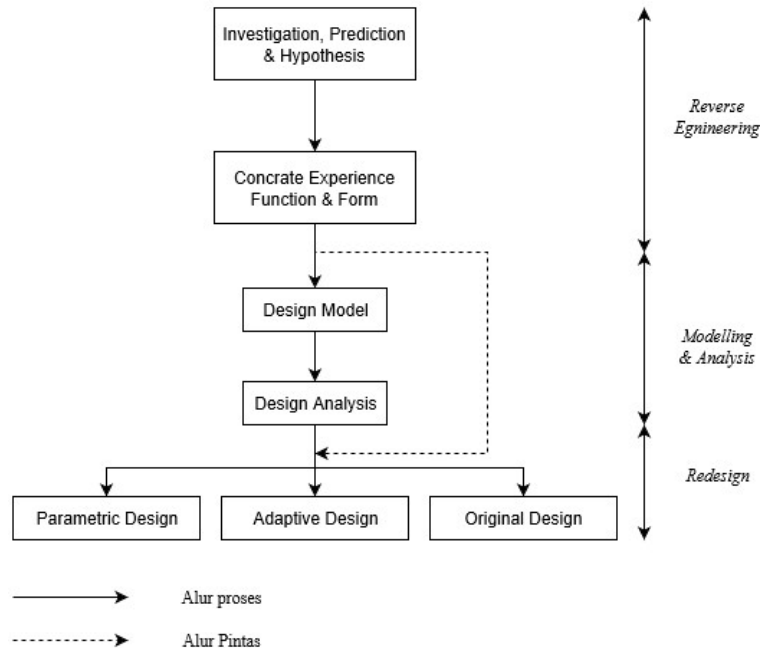 Investigation, Prediction
& Hypothesis
Reverse
Egnineering
Concrate Experience
Function & Form
Design Model
Modelling
& Analysis
Design Analysis
Redesign
Parametric Design
Adaptive Design
Original Design
Alur proses
Alur Pintas